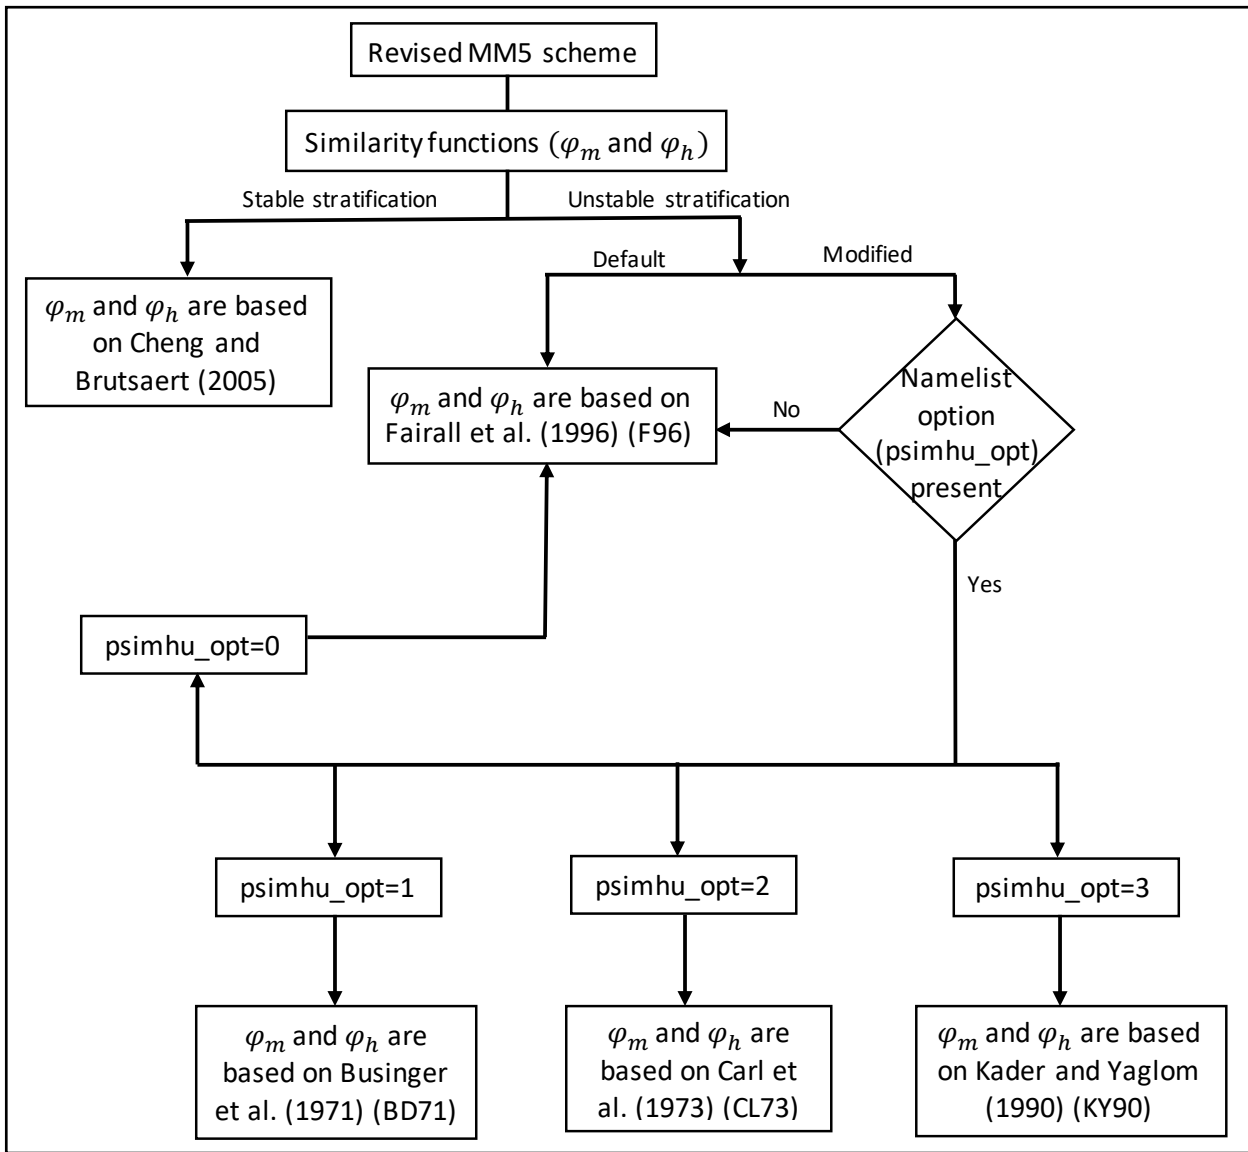 Revised MM5 scheme
Similarity functions (φm and φh)
Stable stratification
Unstable stratification
Default
Modified
φm and φh are based
on Cheng and
Brutsaert (2005)
φm and φh are based on
Fairall et al. (1996) (F96)
No
Namelist
option
(psimhu_opt)
present
Yes
psimhu_opt=0
psimhu_opt=1
psimhu_opt=2
psimhu_opt=3
φm and φh are
based on Businger
et al. (1971) (BD71)
φm and φh are
based on Carl et
al. (1973) (CL73)
φm and φh are based
on Kader and Yaglom
(1990) (KY90)